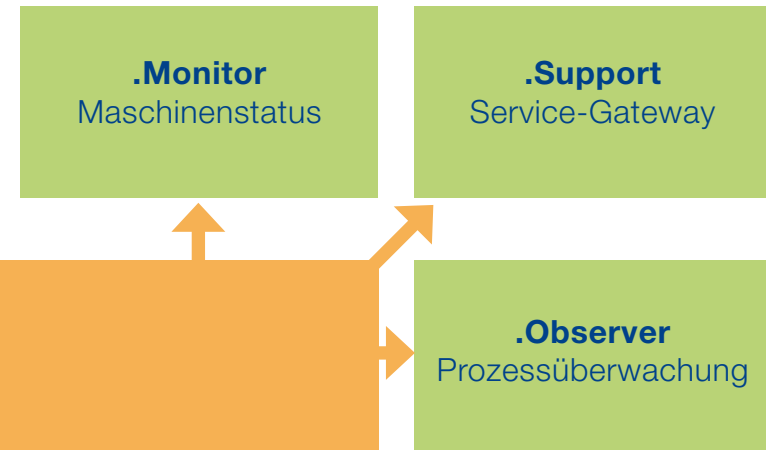 .Monitor
Maschinenstatus
.Support
Service-Gateway
.Observer
Prozessüberwachung